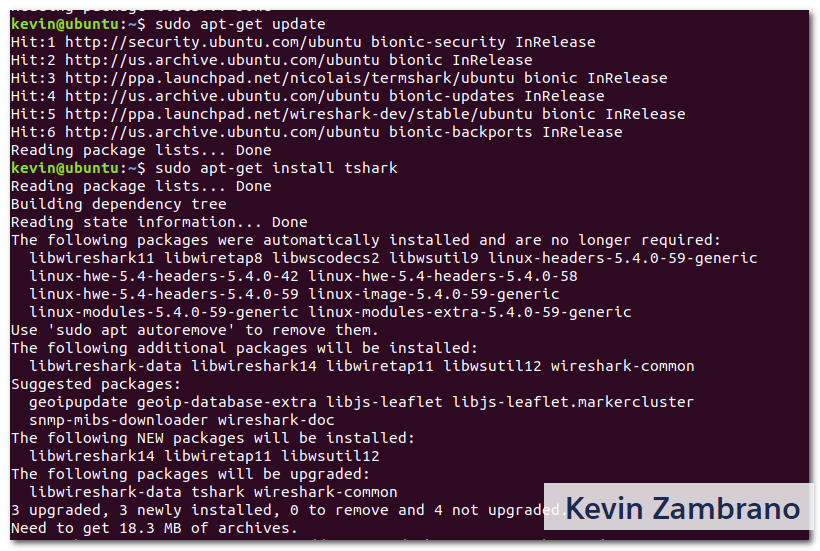 kevin@ubuntu:~$ sudo apt-get update
Hit:1 http://security.ubuntu.com/ubuntu bionic-security InRelease
Hit:2 http://us.archive.ubuntu.com/ubuntu bionic InRelease
Hit:3 http://ppa.launchpad.net/nicolais/termshark/ubuntu bionic InRelease
Hit:4 http://us.archive.ubuntu.com/ubuntu bionic-updates InRelease
Hit:5 http://ppa.launchpad.net/wireshark-dev/stable/ubuntu bionic InRelease
Hit:6 http://us.archive.ubuntu.com/ubuntu bionic-backports InRelease
Reading package lists... Done
kevin@ubuntu:~$ sudo apt-get install tshark
Reading package lists... Done
Building dependency tree
Reading state information... Done
The following packages were automatically installed and are no longer required:
  libwireshark11 libwiretap8 libwscodecs2 libwsutil9 linux-headers-5.4.0-59-generic
  linux-hwe-5.4-headers-5.4.0-42 linux-hwe-5.4-headers-5.4.0-58
  linux-hwe-5.4-headers-5.4.0-59 linux-image-5.4.0-59-generic
  linux-modules-5.4.0-59-generic linux-modules-extra-5.4.0-59-generic
Use 'sudo apt autoremove' to remove them.
The following additional packages will be installed:
  libwireshark-data libwireshark14 libwiretap11 libwsutil12 wireshark-common
Suggested packages:
  geoipupdate geoip-database-extra libjs-leaflet libjs-leaflet.markercluster
  snmp-mibs-downloader wireshark-doc
The following NEW packages will be installed:
  libwireshark14 libwiretap11 libwsutil12
The following packages will be upgraded:
  libwireshark-data tshark wireshark-common
3 upgraded, 3 newly installed, 0 to remove and 4 not upgraded.
Need to get 18.3 MB of archives.
Kevin Zambrano